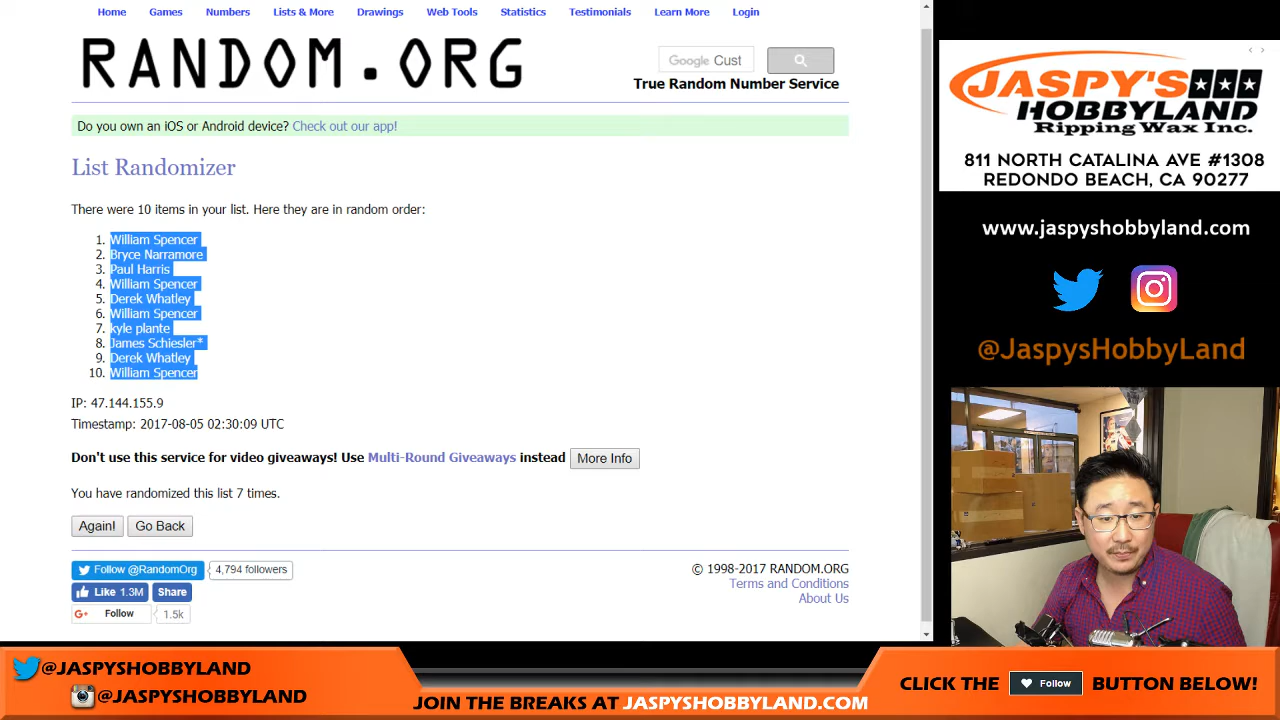 Home Games Numbers Lists & More Drawings Web Tools Statistics Testimonials Learn More Login
RANDOM.ORG
Google Cust
True Random Number Service
Do you own an iOS or Android device? Check out our app!
List Randomizer
There were 10 items in your list. Here they are in random order:
1. William Spencer
2. Bryce Narramore
3. Paul Harris
4. William Spencer
5. Derek Whatley
6. William Spencer
7. kyle plante
8. James Schiesler*
9. Derek Whatley
10. William Spencer
IP: 47.144.155.9
Timestamp: 2017-08-05 02:30:09 UTC
Don't use this service for video giveaways! Use Multi-Round Giveaways instead More Info
You have randomized this list 7 times.
Again! Go Back
Follow @RandomOrg 4,794 followers
Like 1.3M Share
G+ Follow 1.5k
© 1998-2017 RANDOM.ORG
Terms and Conditions
About Us
JASPY'S
HOBBYLAND
Ripping Wax Inc.
811 NORTH CATALINA AVE #1308
REDONDO BEACH, CA 90277
www.jaspyshobbyland.com
@JaspysHobbyLand
@JASPYSHOBBYLAND
@JASPYSHOBBYLAND
JOIN THE BREAKS AT JASPYSHOBBYLAND.COM
CLICK THE Follow BUTTON BELOW!